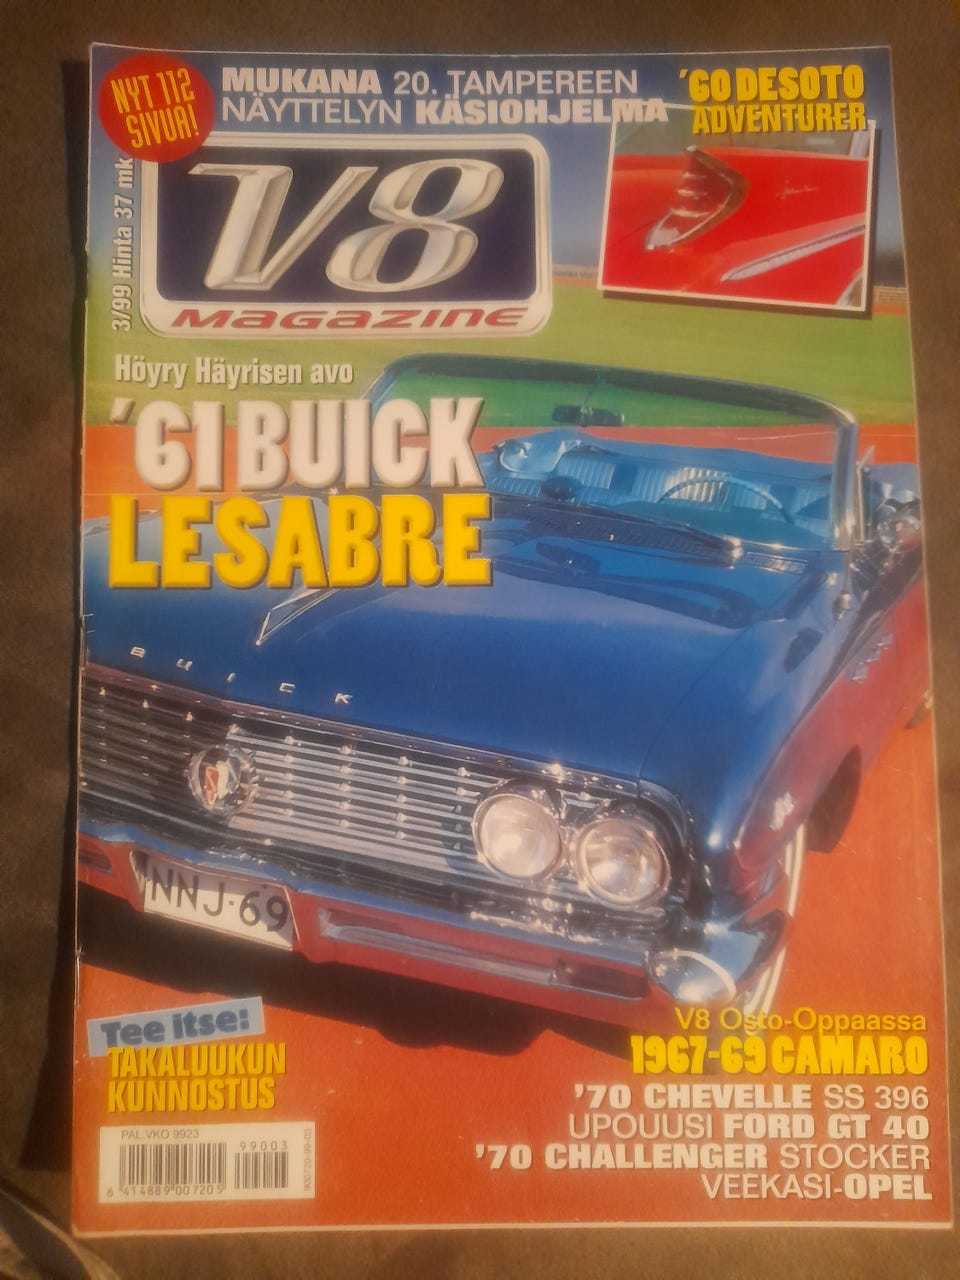 NYT 112
SIVUA!
MUKANA 20. TAMPEREEN
NÄYTTELYN KÄSIOHJELMA
'60 DESOTO
ADVENTURER
3/99 Hinta 37 mk
V8
MAGAZINE
Höyry Häyrisen avo
'61 BUICK
LESABRE
BUICK
NNJ-69
Tee itse:
TAKALUUKUN
KUNNOSTUS
V8 Osto-Oppaassa
1967-69 CAMARO
'70 CHEVELLE SS 396
UPOUUSI FORD GT 40
'70 CHALLENGER STOCKER
VEEKASI-OPEL
PAL.VKO 9923
99003
6 414889 007205
900720-99-03